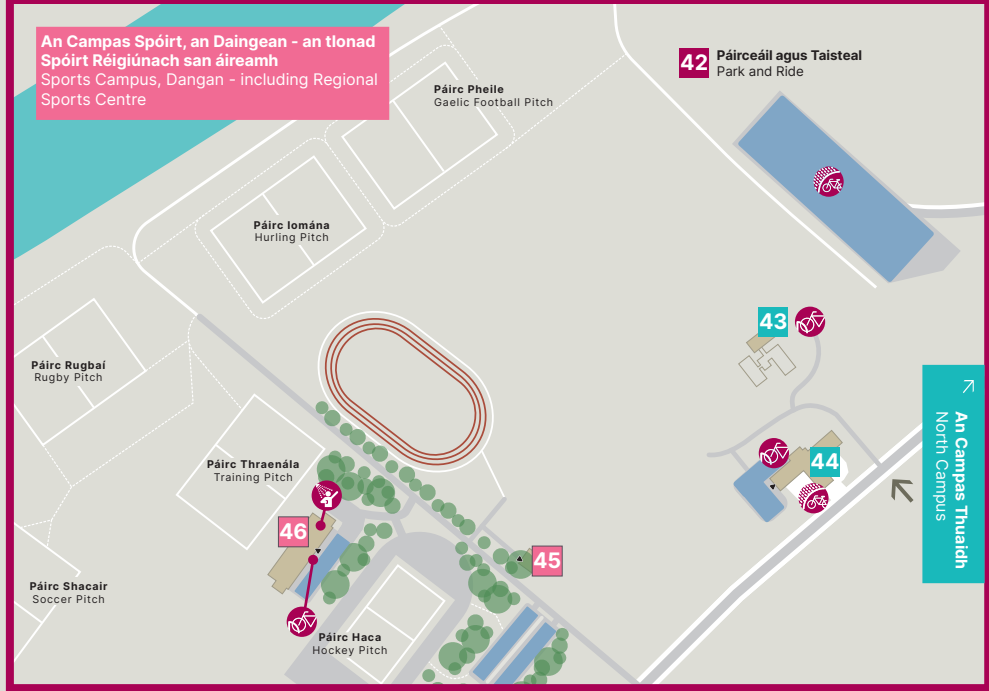 An Campas Spóirt, an Daingean - an tIonad
Spóirt Réigiúnach san áireamh
Sports Campus, Dangan - including Regional
Sports Centre
42
Páirceáil agus Taisteal
Park and Ride
Páirc Pheile
Gaelic Football Pitch
Páirc Iomána
Hurling Pitch
43
Páirc Rugbaí
Rugby Pitch
An Campas Thuaidh
North Campus
Páirc Thraenála
Training Pitch
44
46
45
Páirc Shacair
Soccer Pitch
Páirc Haca
Hockey Pitch